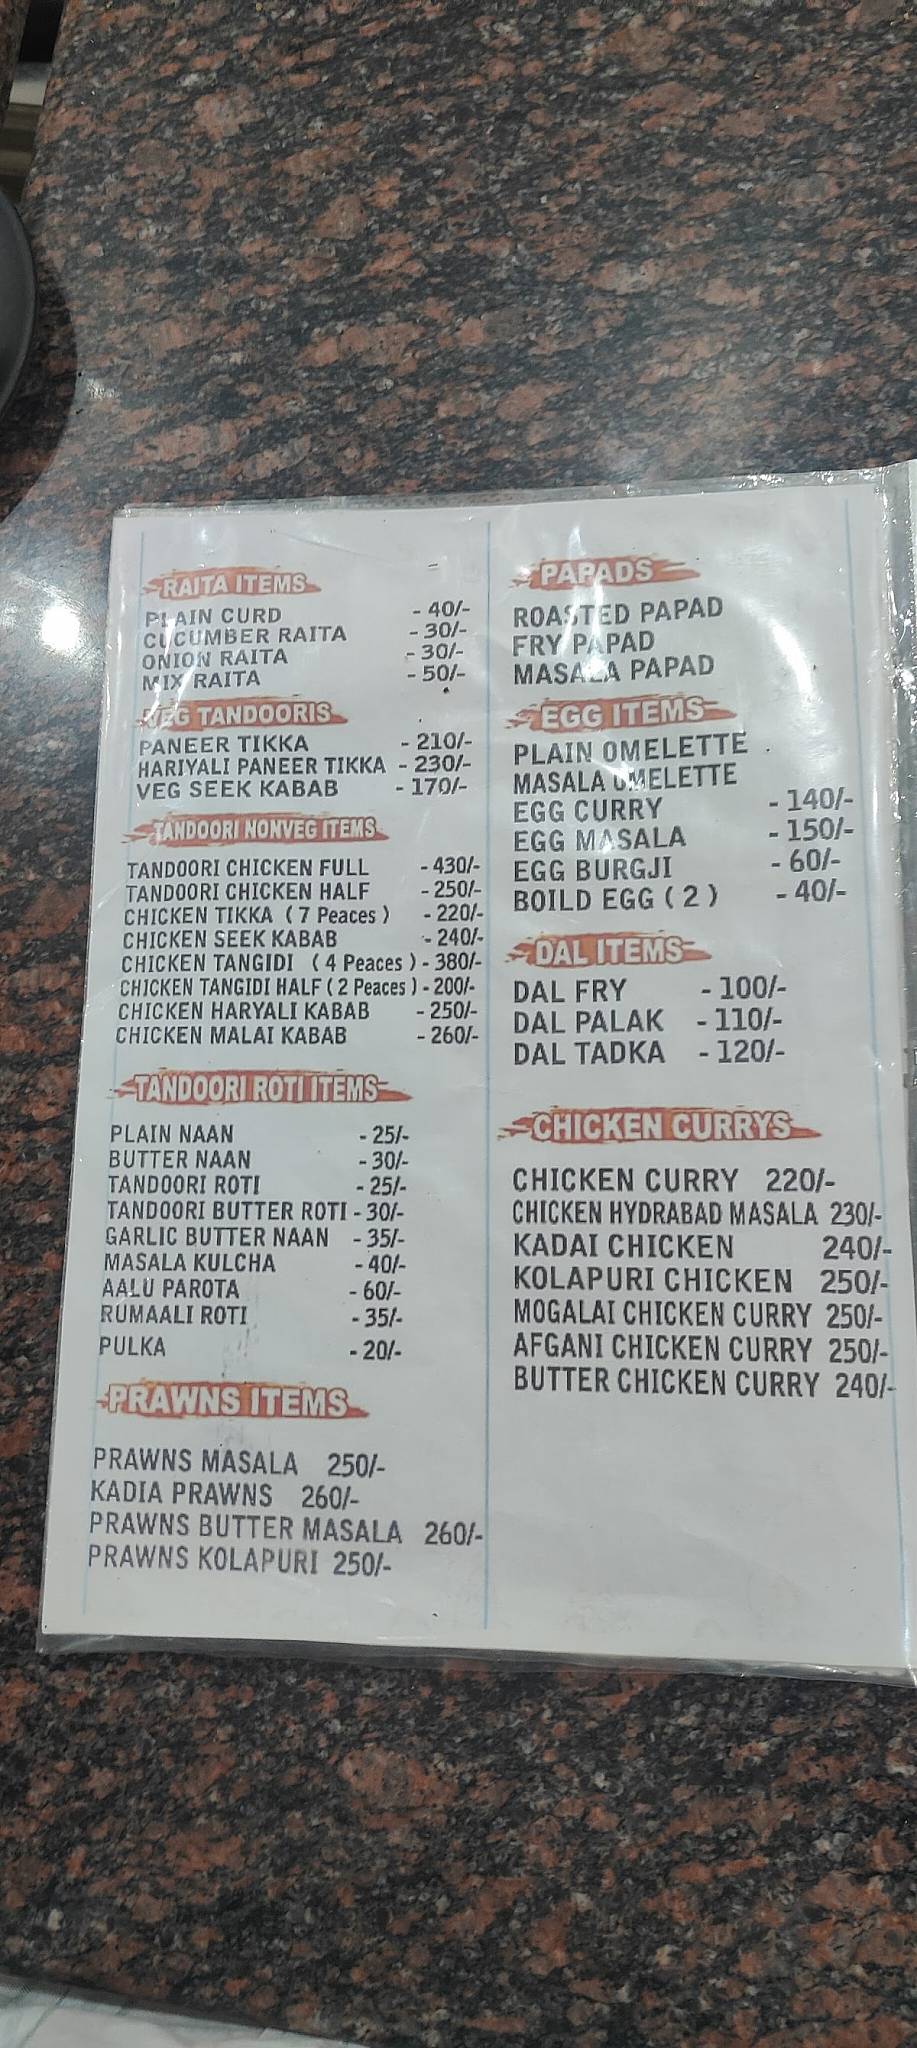 RAITA ITEMS
PLAIN CURD - 40/-
CUCUMBER RAITA - 30/-
ONION RAITA - 30/-
MIX RAITA - 50/-
VEG TANDOORIS
PANEER TIKKA - 210/-
HARIYALI PANEER TIKKA - 230/-
VEG SEEK KABAB - 170/-
TANDOORI NONVEG ITEMS
TANDOORI CHICKEN FULL - 430/-
TANDOORI CHICKEN HALF - 250/-
CHICKEN TIKKA ( 7 Peaces ) - 220/-
CHICKEN SEEK KABAB - 240/-
CHICKEN TANGIDI ( 4 Peaces ) - 380/-
CHICKEN TANGIDI HALF ( 2 Peaces ) - 200/-
CHICKEN HARYALI KABAB - 250/-
CHICKEN MALAI KABAB - 260/-
TANDOORI ROTI ITEMS
PLAIN NAAN - 25/-
BUTTER NAAN - 30/-
TANDOORI ROTI - 25/-
TANDOORI BUTTER ROTI - 30/-
GARLIC BUTTER NAAN - 35/-
MASALA KULCHA - 40/-
AALU PAROTA - 60/-
RUMAALI ROTI - 35/-
PULKA - 20/-
PRAWNS ITEMS
PRAWNS MASALA 250/-
KADIA PRAWNS 260/-
PRAWNS BUTTER MASALA 260/-
PRAWNS KOLAPURI 250/-
PAPADS
ROASTED PAPAD
FRY PAPAD
MASALA PAPAD
EGG ITEMS
PLAIN OMELETTE
MASALA OMELETTE
EGG CURRY - 140/-
EGG MASALA - 150/-
EGG BURGJI - 60/-
BOILD EGG ( 2 ) - 40/-
DAL ITEMS
DAL FRY - 100/-
DAL PALAK - 110/-
DAL TADKA - 120/-
CHICKEN CURRYS
CHICKEN CURRY 220/-
CHICKEN HYDRABAD MASALA 230/-
KADAI CHICKEN 240/-
KOLAPURI CHICKEN 250/-
MOGALAI CHICKEN CURRY 250/-
AFGANI CHICKEN CURRY 250/-
BUTTER CHICKEN CURRY 240/-